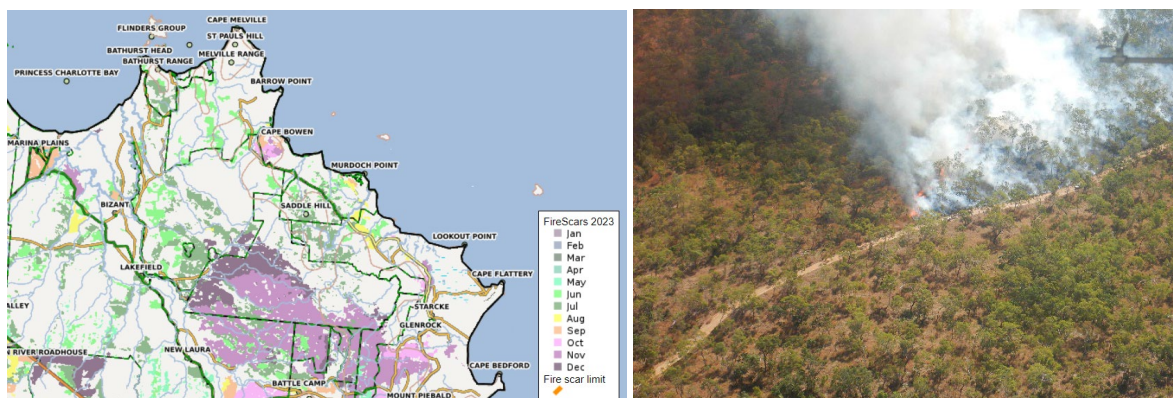 CAPE MELVILLE
FLINDERS GROUP
ST PAULS HILL
BATHURST HEAD
MELVILLE RANGE
BATHURST RANGE
PRINCESS CHARLOTTE BAY
BARROW POINT
CAPE BOWEN
MARINA PLAINS
MURDOCH POINT
BIZANT
SADDLE HILL
LOOKOUT POINT
LAKEFIELD
CAPE FLATTERY
STARCKE
ALLEY
GLENROCK
NEW LAURA
N RIVER ROADHOUSE
CAPE BEDFORD
BATTLE CAMP
MOUNT PIEBALD
FireScars 2023
Jan
Feb
Mar
Apr
May
Jun
Jul
Aug
Sep
Oct
Nov
Dec
Fire scar limit